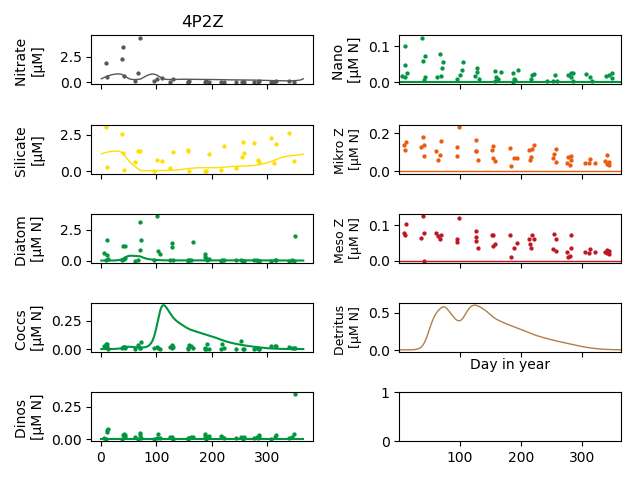 4P2Z
Nitrate
[μM]
2.5
0.0
Nano
[μM N]
0.1
0.0
Silicate
[μM]
2.5
0.0
Mikro Z
[μM N]
0.2
0.0
Diatom
[μM N]
2.5
0.0
Meso Z
[μM N]
0.1
0.0
Coccs
[μM N]
0.25
0.00
Detritus
[μM N]
0.5
0.0
Day in year
Dinos
[μM N]
0.25
0.00
0 100 200 300
1
0
100 200 300